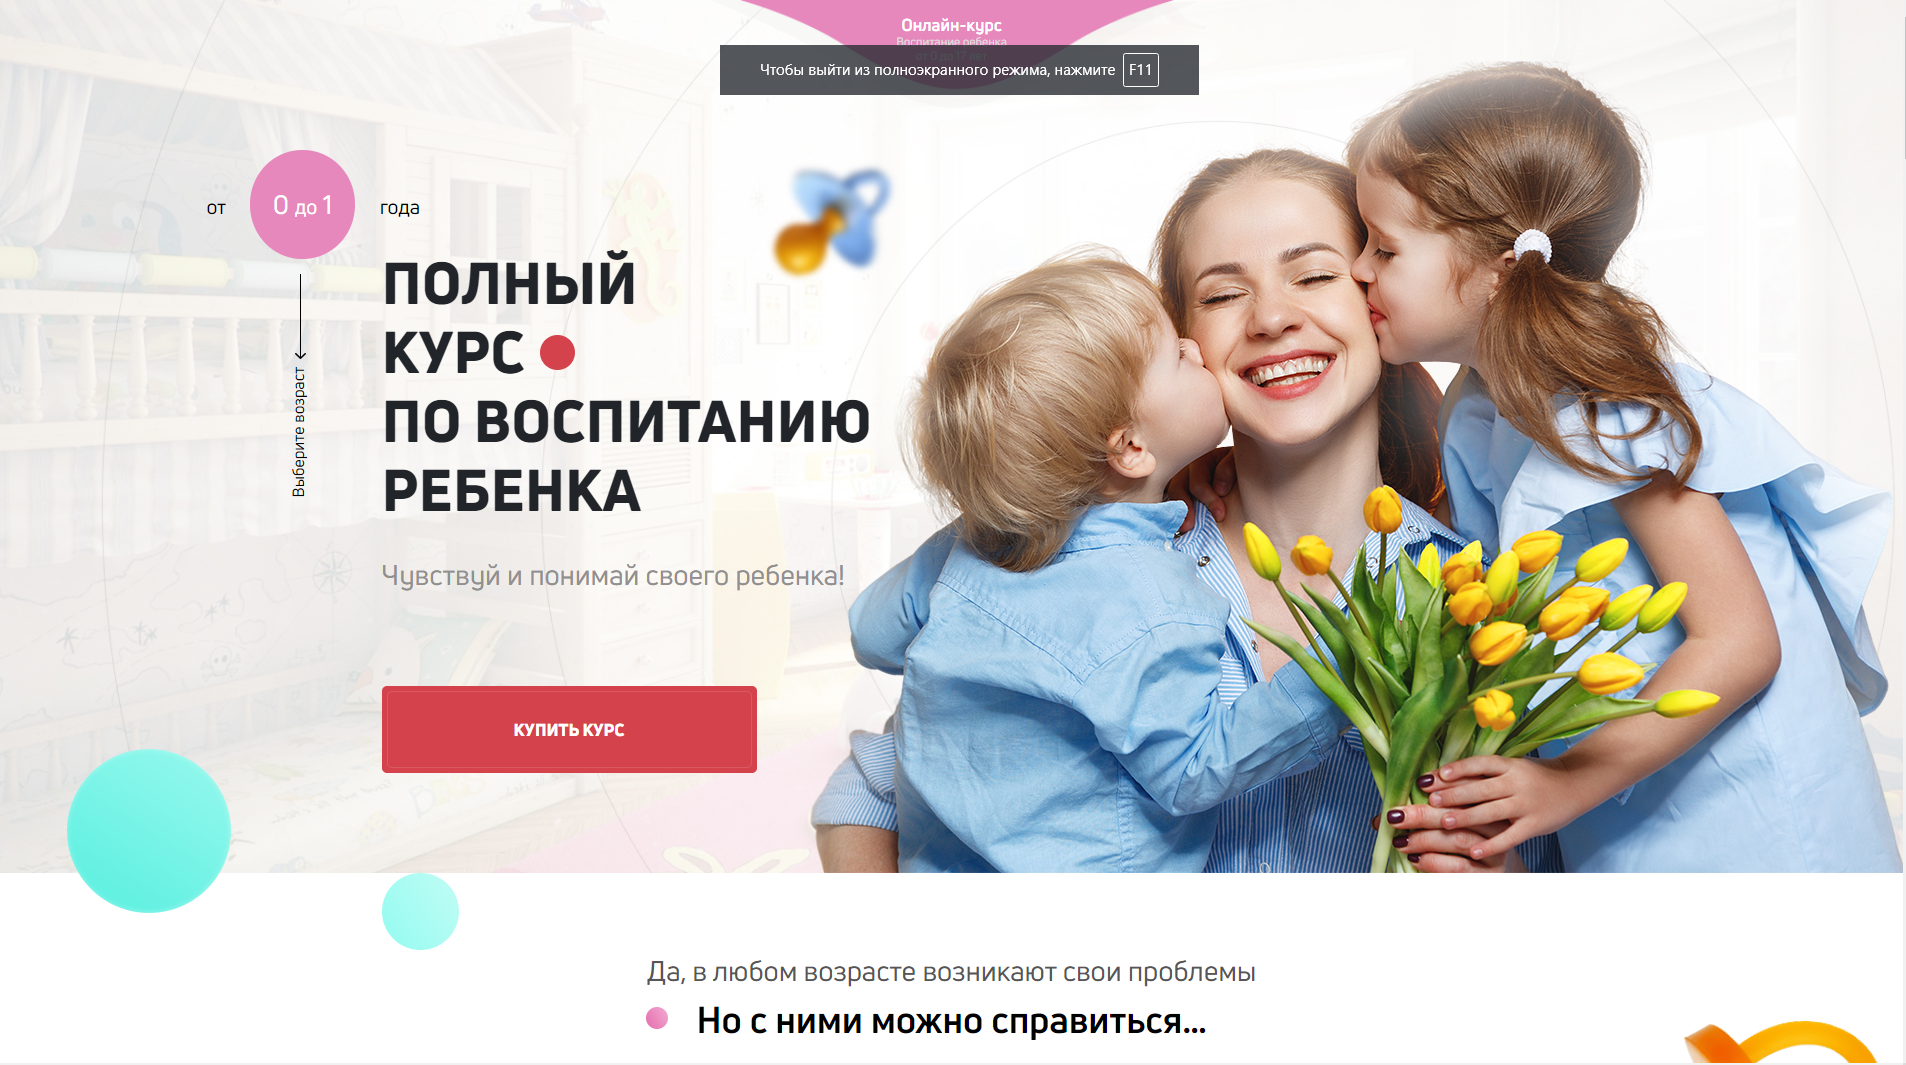 Онлайн-курс
Воспитание ребенка
Чтобы выйти из полноэкранного режима, нажмите F11
от 0 до 1 года
Выберите возраст
ПОЛНЫЙ
КУРС
ПО ВОСПИТАНИЮ
РЕБЕНКА
Чувствуй и понимай своего ребенка!
КУПИТЬ КУРС
Да, в любом возрасте возникают свои проблемы
Но с ними можно справиться...